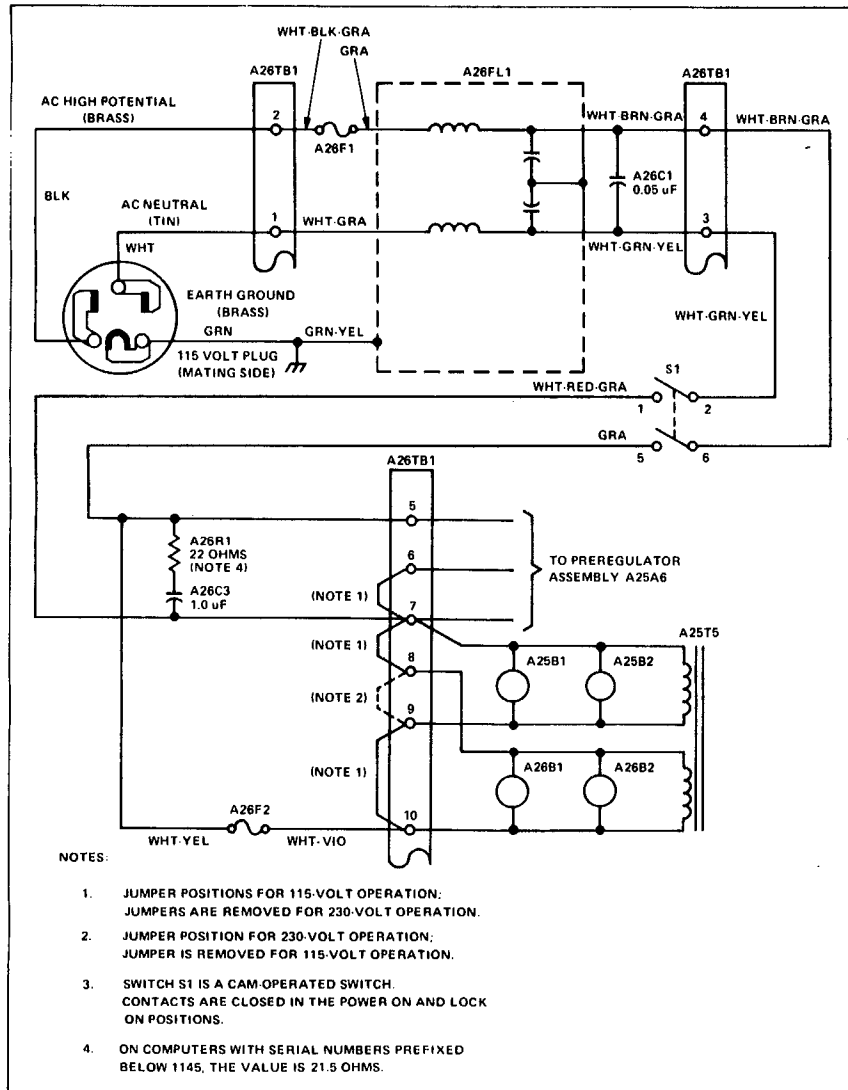 WHT-BLK-GRA
GRA
A26TB1
A26FL1
A26TB1
AC HIGH POTENTIAL
(BRASS)
2
A26F1
WHT-BRN-GRA
4
WHT-BRN-GRA
BLK
A26C1
0.05 uF
AC NEUTRAL
(TIN)
1
WHT-GRA
3
WHT-GRN-YEL
WHT
EARTH GROUND
(BRASS)
GRN
GRN-YEL
115 VOLT PLUG
(MATING SIDE)
WHT-GRN-YEL
S1
WHT-RED-GRA
1
2
GRA
5
6
A26TB1
5
A26R1
22 OHMS
(NOTE 4)
6
TO PREREGULATOR
ASSEMBLY A25A6
A26C3
1.0 uF
(NOTE 1)
7
(NOTE 1)
8
A25B1
A25B2
A25T5
(NOTE 2)
9
(NOTE 1)
A26B1
A26B2
A26F2
10
WHT-YEL
WHT-VIO
NOTES:
1. JUMPER POSITIONS FOR 115-VOLT OPERATION;
JUMPERS ARE REMOVED FOR 230-VOLT OPERATION.
2. JUMPER POSITION FOR 230-VOLT OPERATION;
JUMPER IS REMOVED FOR 115-VOLT OPERATION.
3. SWITCH S1 IS A CAM-OPERATED SWITCH.
CONTACTS ARE CLOSED IN THE POWER ON AND LOCK
ON POSITIONS.
4. ON COMPUTERS WITH SERIAL NUMBERS PREFIXED
BELOW 1145, THE VALUE IS 21.5 OHMS.